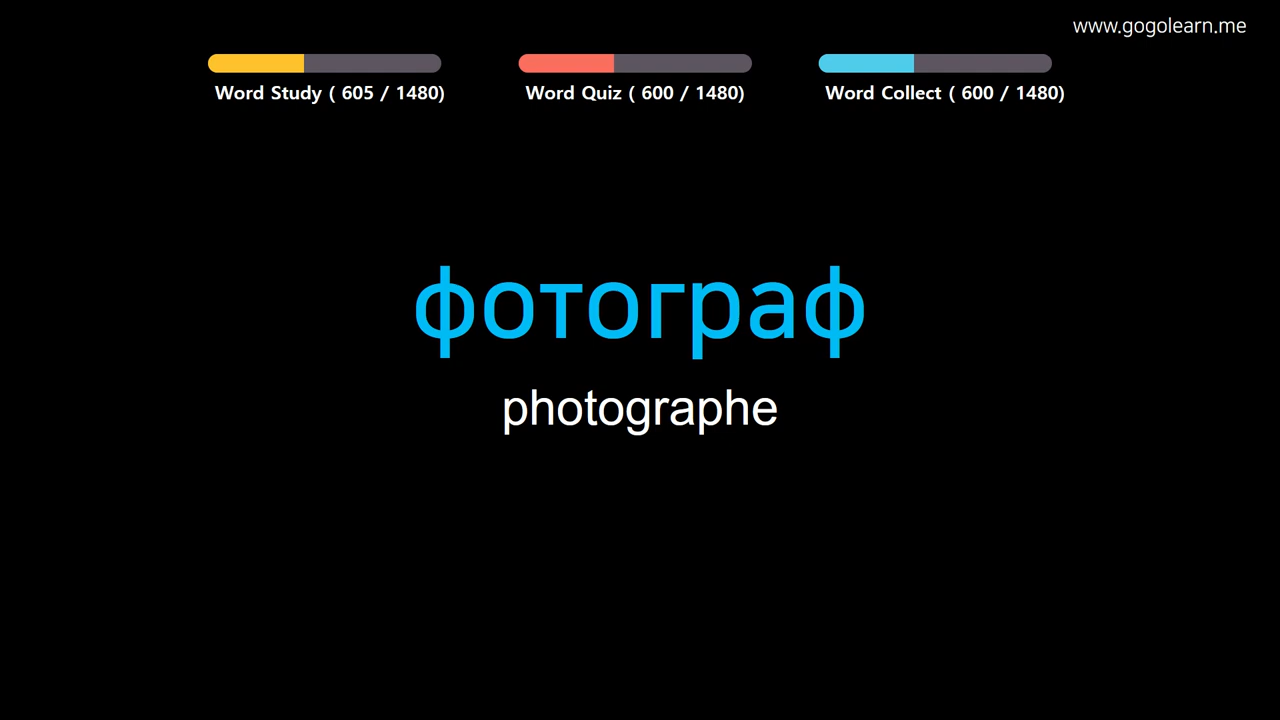 www.gogolearn.me
Word Study ( 605 / 1480)
Word Quiz ( 600 / 1480)
Word Collect ( 600 / 1480)
фотограф
photographe